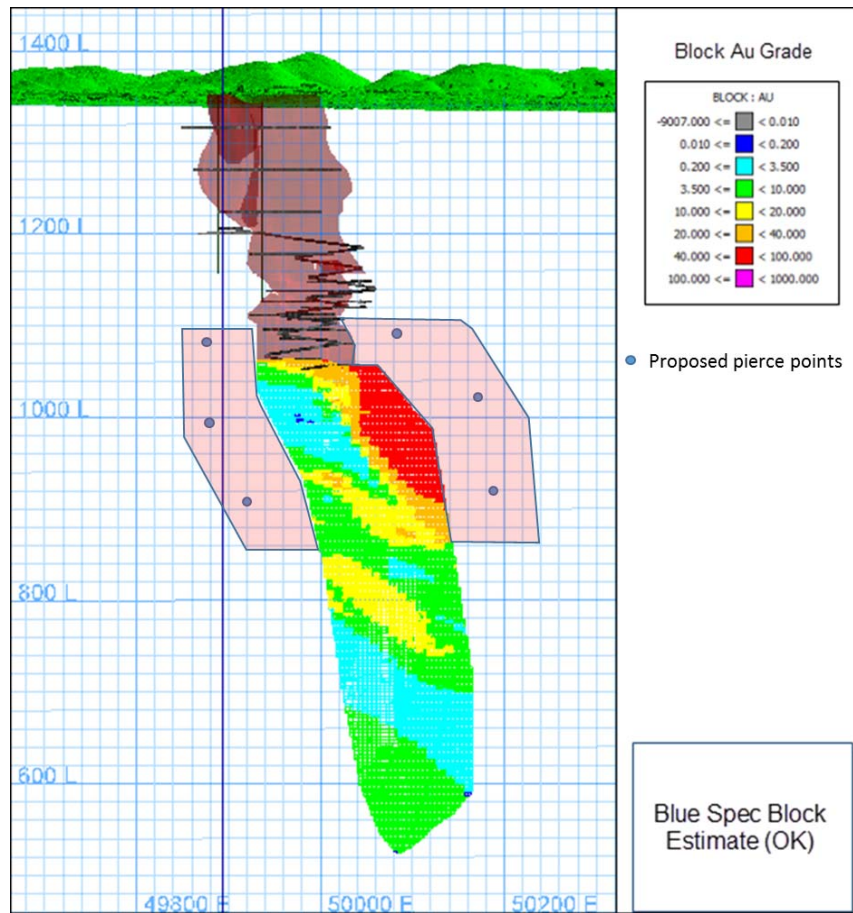 1400 L
1200 L
1000 L
800 L
600 L
49800 E
50000 E
50200 E
Block Au Grade
BLOCK : AU
-9007.000 <= < 0.010
0.010 <= < 0.200
0.200 <= < 3.500
3.500 <= < 10.000
10.000 <= < 20.000
20.000 <= < 40.000
40.000 <= < 100.000
100.000 <= < 1000.000
Proposed pierce points
Blue Spec Block
Estimate (OK)